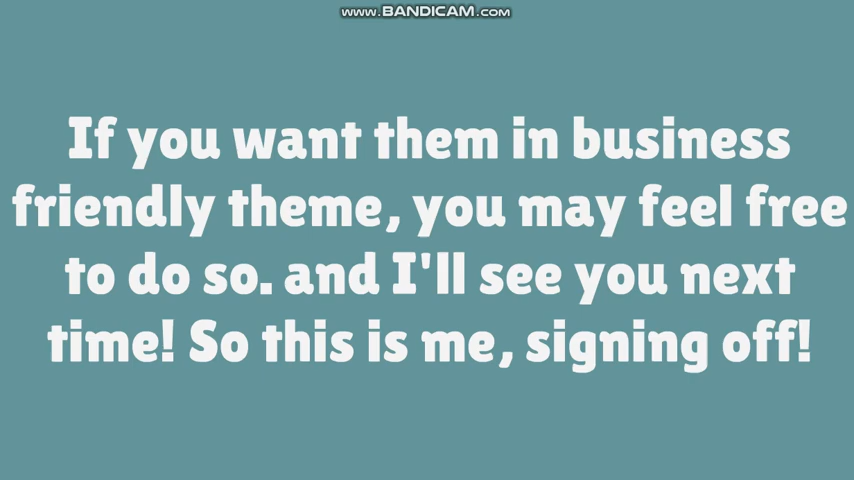 www.BANDICAM.com
If you want them in business
friendly theme, you may feel free
to do so. and I'll see you next
time! So this is me, signing off!